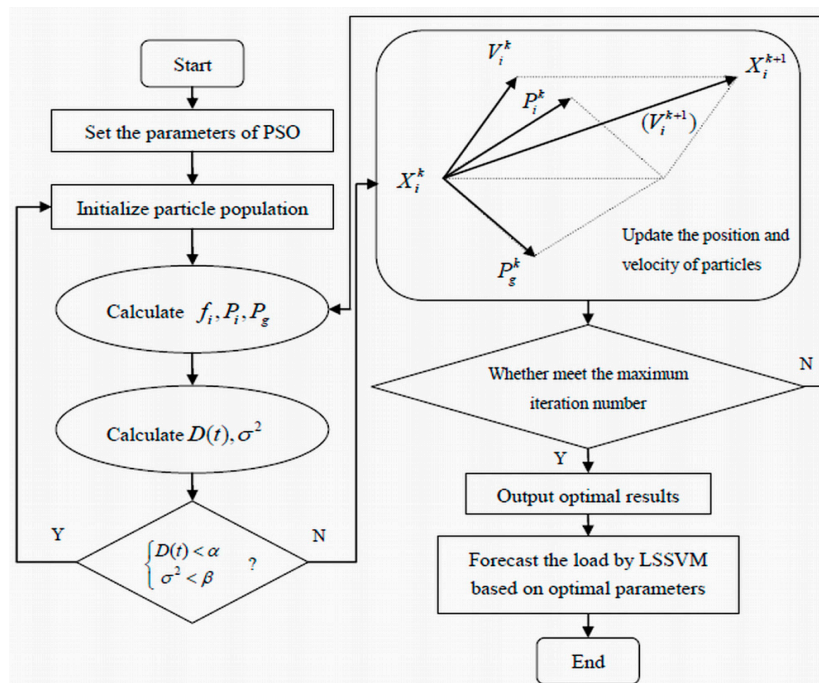 Start
Set the parameters of PSO
Initialize particle population
Calculate f_i, P_i, P_g
Calculate D(t), σ^2
Y
N
{D(t) < α
σ^2 < β
?
V_i^k
X_i^{k+1}
P_i^k
(V_i^{k+1})
X_i^k
P_g^k
Update the position and
velocity of particles
Whether meet the maximum
iteration number
N
Y
Output optimal results
Forecast the load by LSSVM
based on optimal parameters
End